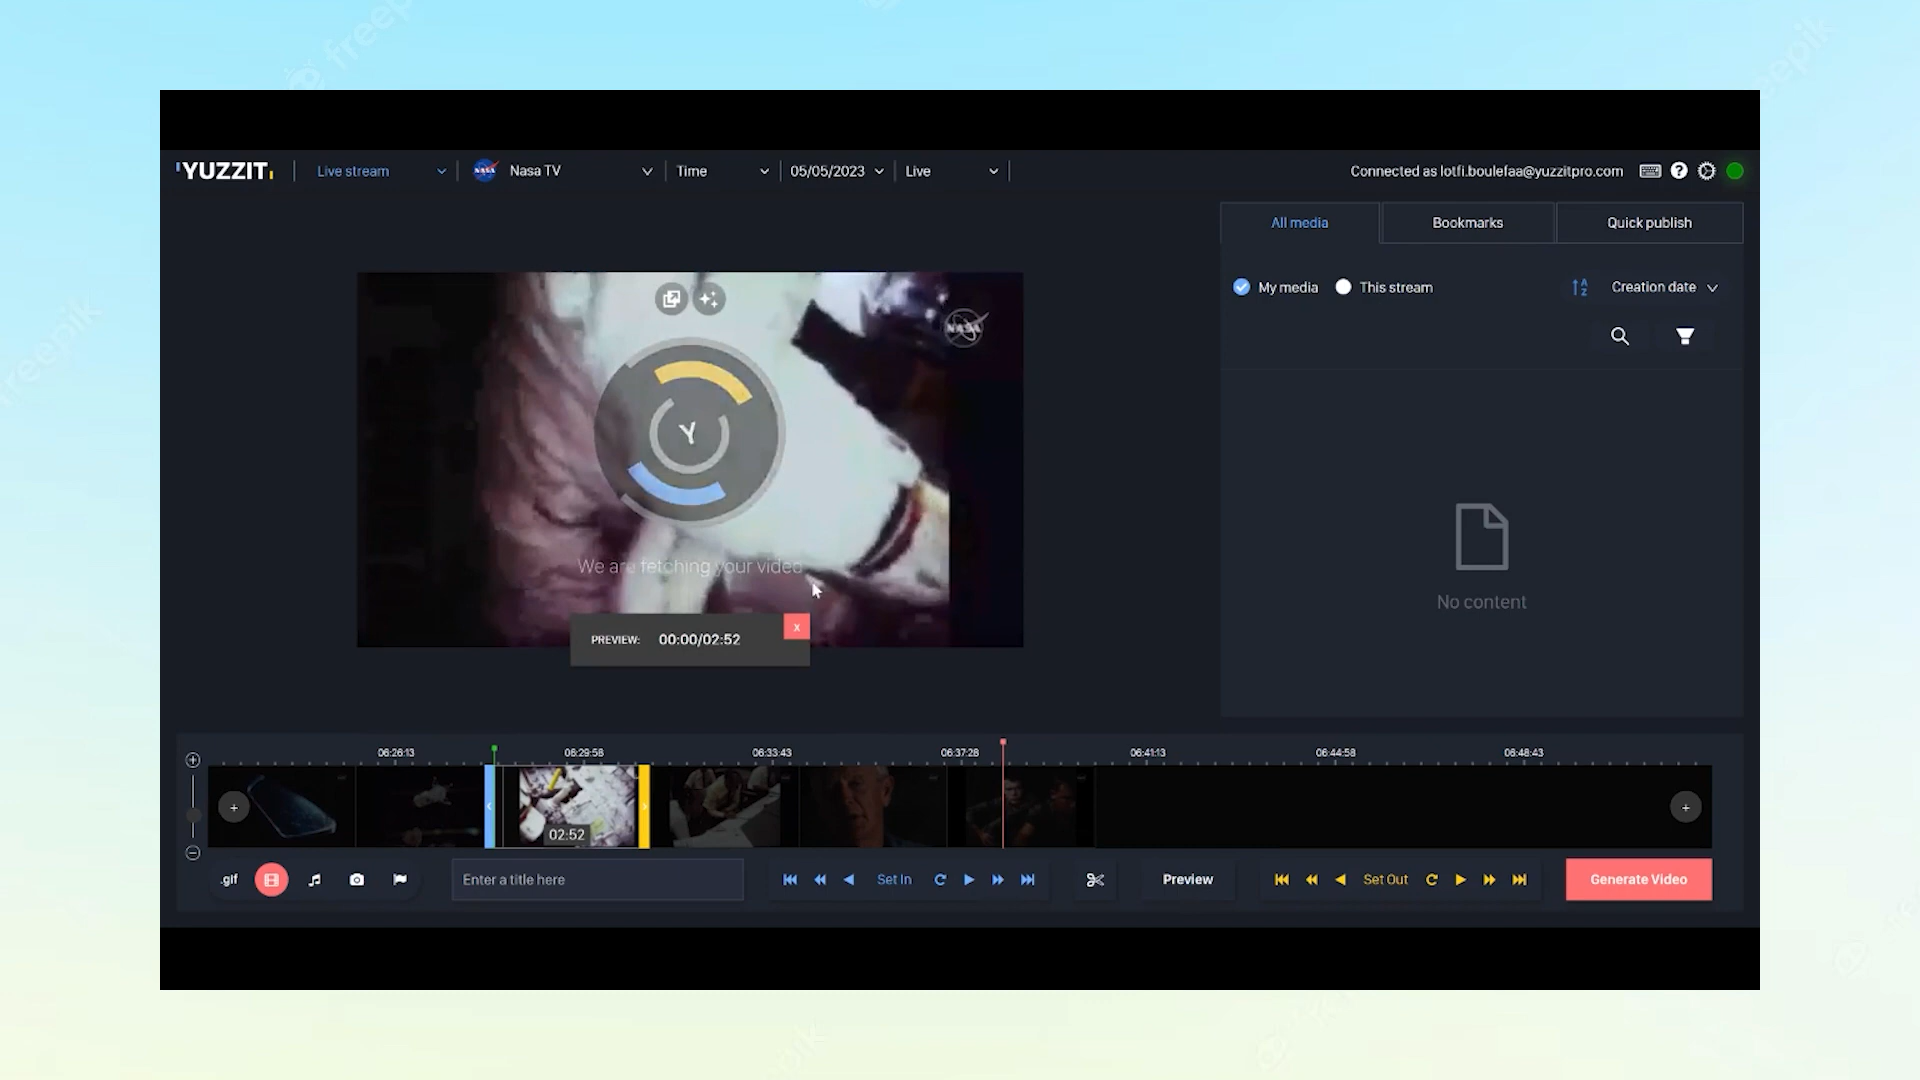 YUZZIT
Live stream
Nasa TV
Time
05/05/2023
Live
Connected as lotfi.boulefaa@yuzzitpro.com
All media
Bookmarks
Quick publish
My media
This stream
Creation date
NASA
Y
We are fetching your video
PREVIEW: 00:00/02:52
x
No content
06:26:13
06:29:58
06:33:43
06:37:28
06:41:13
06:44:58
06:48:43
02:52
.gif
Enter a title here
Set In
Preview
Set Out
Generate Video
freepik